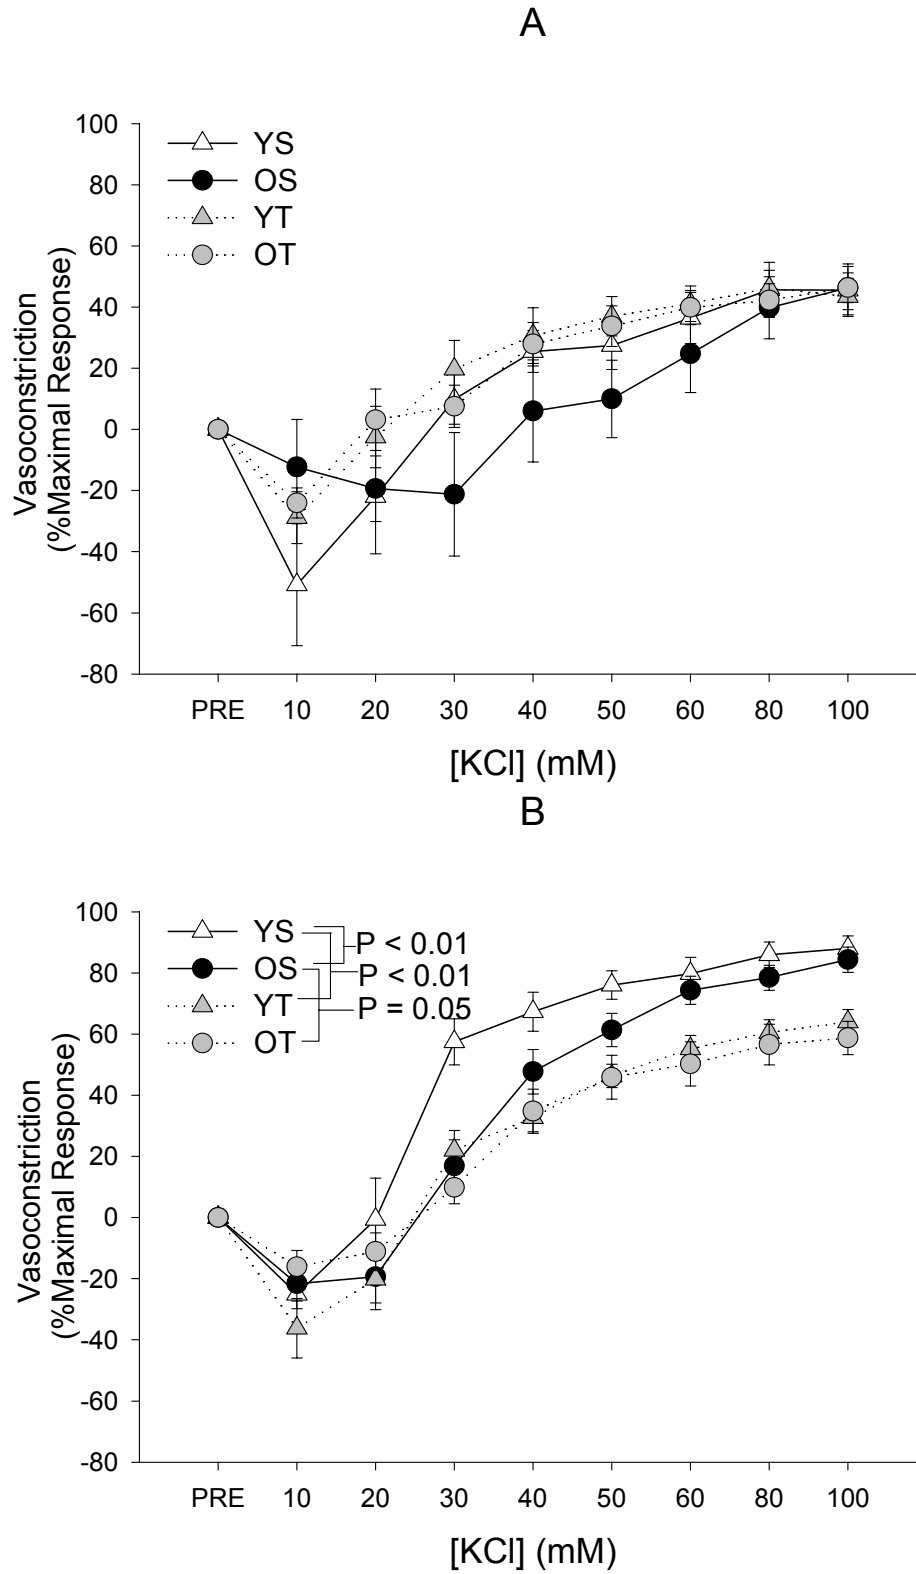 A
100
80
60
40
20
0
-20
-40
-60
-80
Vasoconstriction
(%Maximal Response)
YS
OS
YT
OT
PRE 10 20 30 40 50 60 80 100
[KCl] (mM)
B
100
80
60
40
20
0
-20
-40
-60
-80
Vasoconstriction
(%Maximal Response)
YS
OS
YT
OT
P < 0.01
P < 0.01
P = 0.05
PRE 10 20 30 40 50 60 80 100
[KCl] (mM)